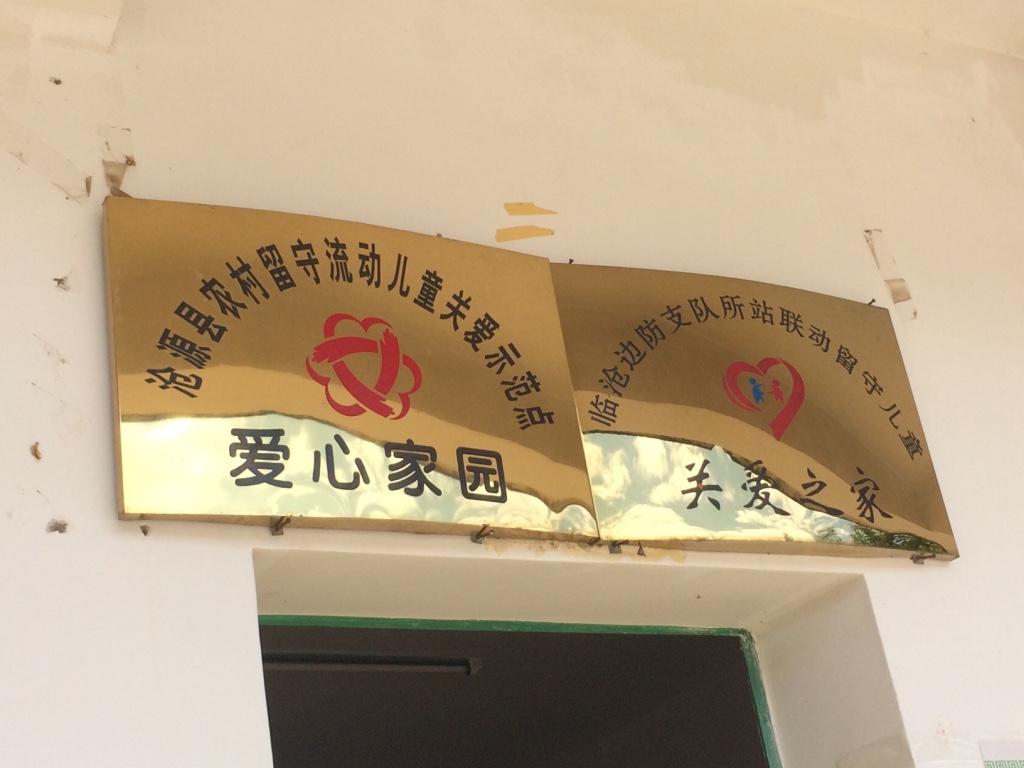 沧源县农村留守流动儿童关爱示范点
爱心家园
临沧边防支队所站联动留守儿童
关爱之家